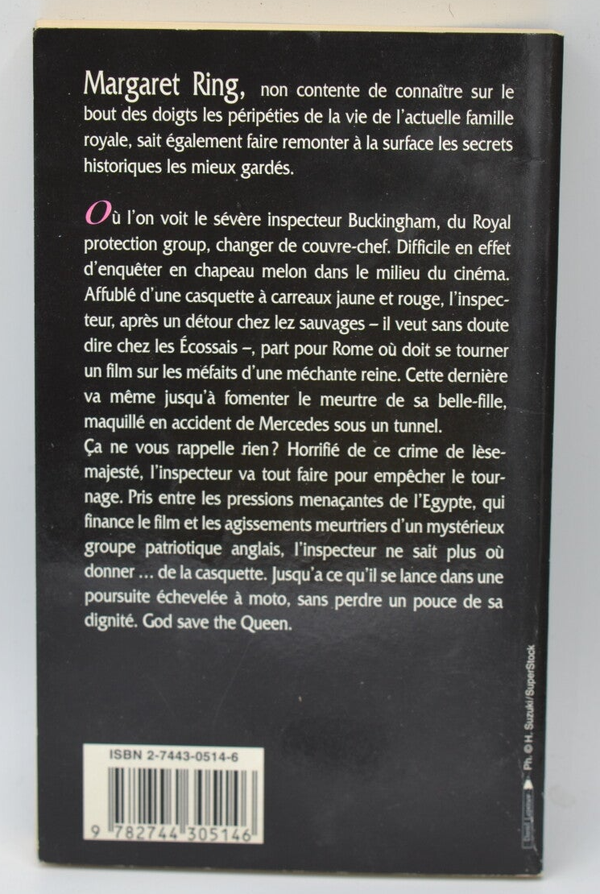 Margaret Ring, non contente de connaître sur le
bout des doigts les péripéties de la vie de l'actuelle famille
royale, sait également faire remonter à la surface les secrets
historiques les mieux gardés.
Où l'on voit le sévère inspecteur Buckingham, du Royal
protection group, changer de couvre-chef. Difficile en effet
d'enquêter en chapeau melon dans le milieu du cinéma.
Affublé d'une casquette à carreaux jaune et rouge, l'inspec-
teur, après un détour chez lez sauvages – il veut sans doute
dire chez les Écossais –, part pour Rome où doit se tourner
un film sur les méfaits d'une méchante reine. Cette dernière
va même jusqu'à fomenter le meurtre de sa belle-fille,
maquillé en accident de Mercedes sous un tunnel.
Ça ne vous rappelle rien ? Horrifié de ce crime de lèse-
majesté, l'inspecteur va tout faire pour empêcher le tour-
nage. Pris entre les pressions menaçantes de l'Egypte, qui
finance le film et les agissements meurtriers d'un mystérieux
groupe patriotique anglais, l'inspecteur ne sait plus où
donner ... de la casquette. Jusqu'a ce qu'il se lance dans une
poursuite échevelée à moto, sans perdre un pouce de sa
dignité. God save the Queen.
Ph. © H. Suzuki/SuperStock
ISBN 2-7443-0514-6
9 782744 305146